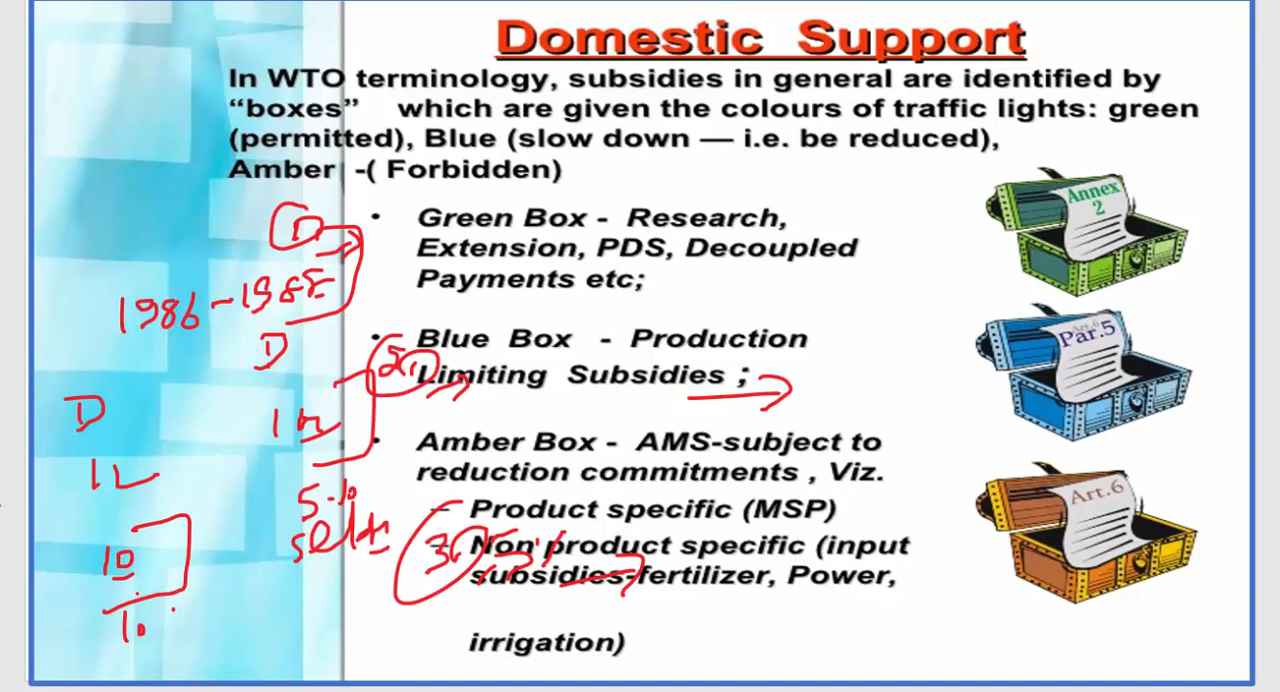 Domestic Support
In WTO terminology, subsidies in general are identified by
“boxes” which are given the colours of traffic lights: green
(permitted), Blue (slow down — i.e. be reduced),
Amber -( Forbidden)
• Green Box - Research,
Extension, PDS, Decoupled
Payments etc;
Annex
2
1986-1988
D
• Blue Box - Production
Limiting Subsidies ;
Art.6
Par.5
D
• Amber Box - AMS-subject to
reduction commitments , Viz.
– Product specific (MSP)
– Non product specific (input
subsidies-fertilizer, Power,
irrigation)
Art.6
5-10
10
10